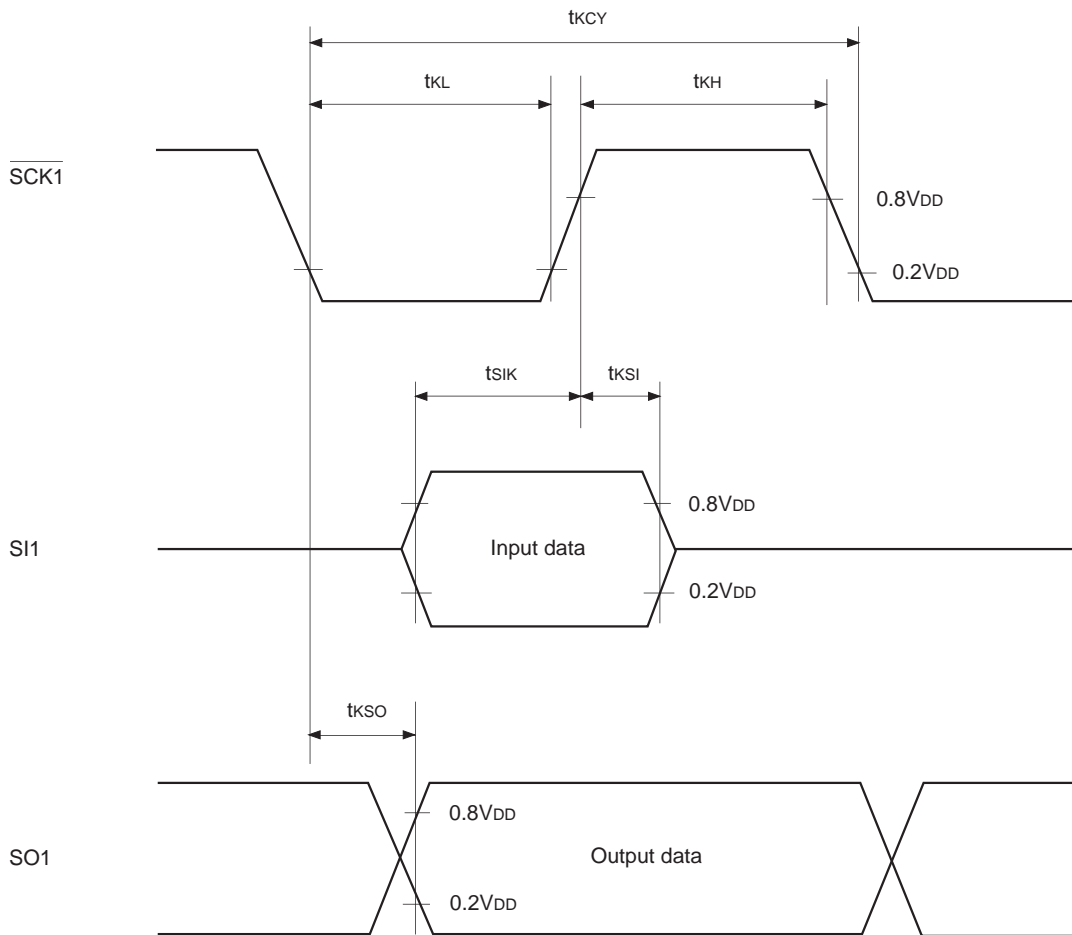 tKCY
tKL
tKH
SCK1
0.8VDD
0.2VDD
tSIK
tKSI
0.8VDD
SI1
Input data
0.2VDD
tKSO
0.8VDD
SO1
Output data
0.2VDD